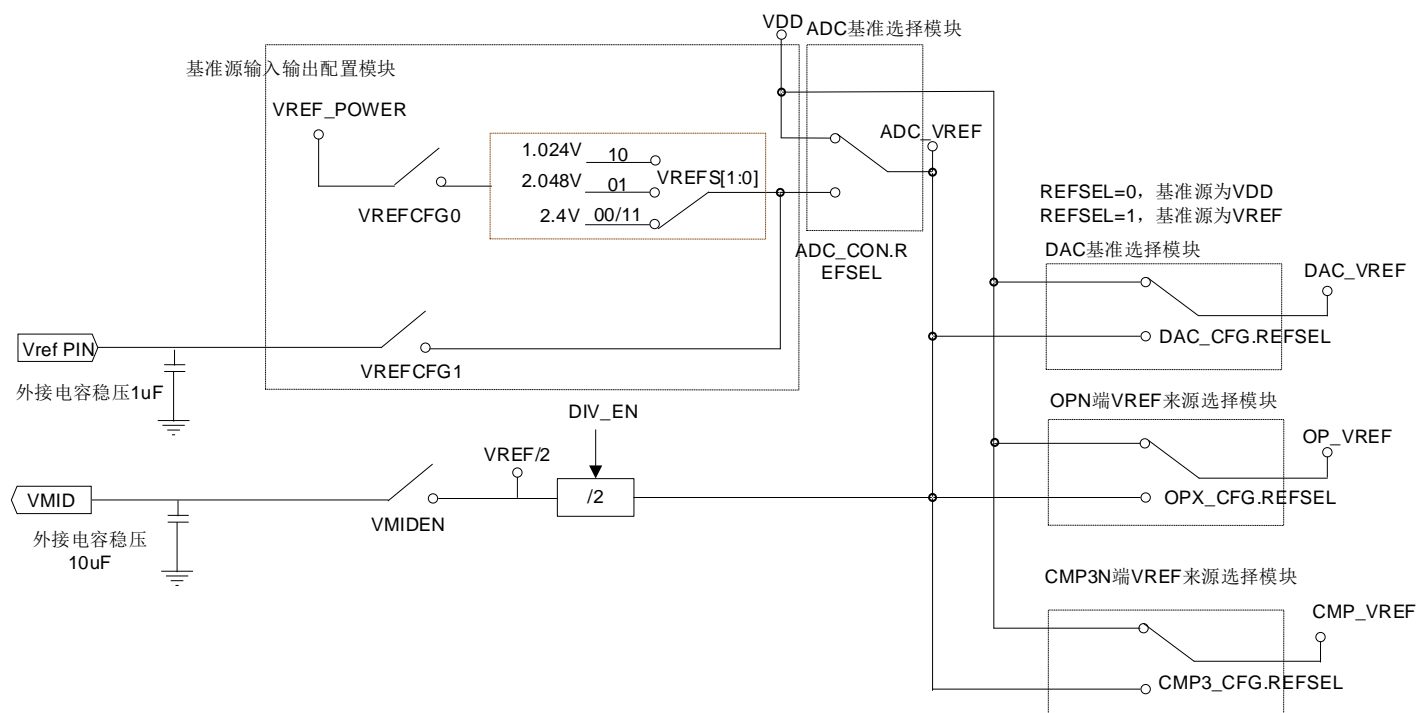 VDD
ADC基准选择模块
基准源输入输出配置模块
VREF_POWER
VREFCFG0
1.024V
10
2.048V
01
2.4V
00/11
VREFS[1:0]
ADC_VREF
ADC_CON.R
EFSEL
REFSEL=0，基准源为VDD
REFSEL=1，基准源为VREF
DAC基准选择模块
DAC_VREF
DAC_CFG.REFSEL
Vref PIN
VREFCFG1
外接电容稳压1uF
OPN端VREF来源选择模块
OP_VREF
OPX_CFG.REFSEL
DIV_EN
VREF/2
/2
VMID
VMIDEN
外接电容稳压
10uF
CMP3N端VREF来源选择模块
CMP_VREF
CMP3_CFG.REFSEL